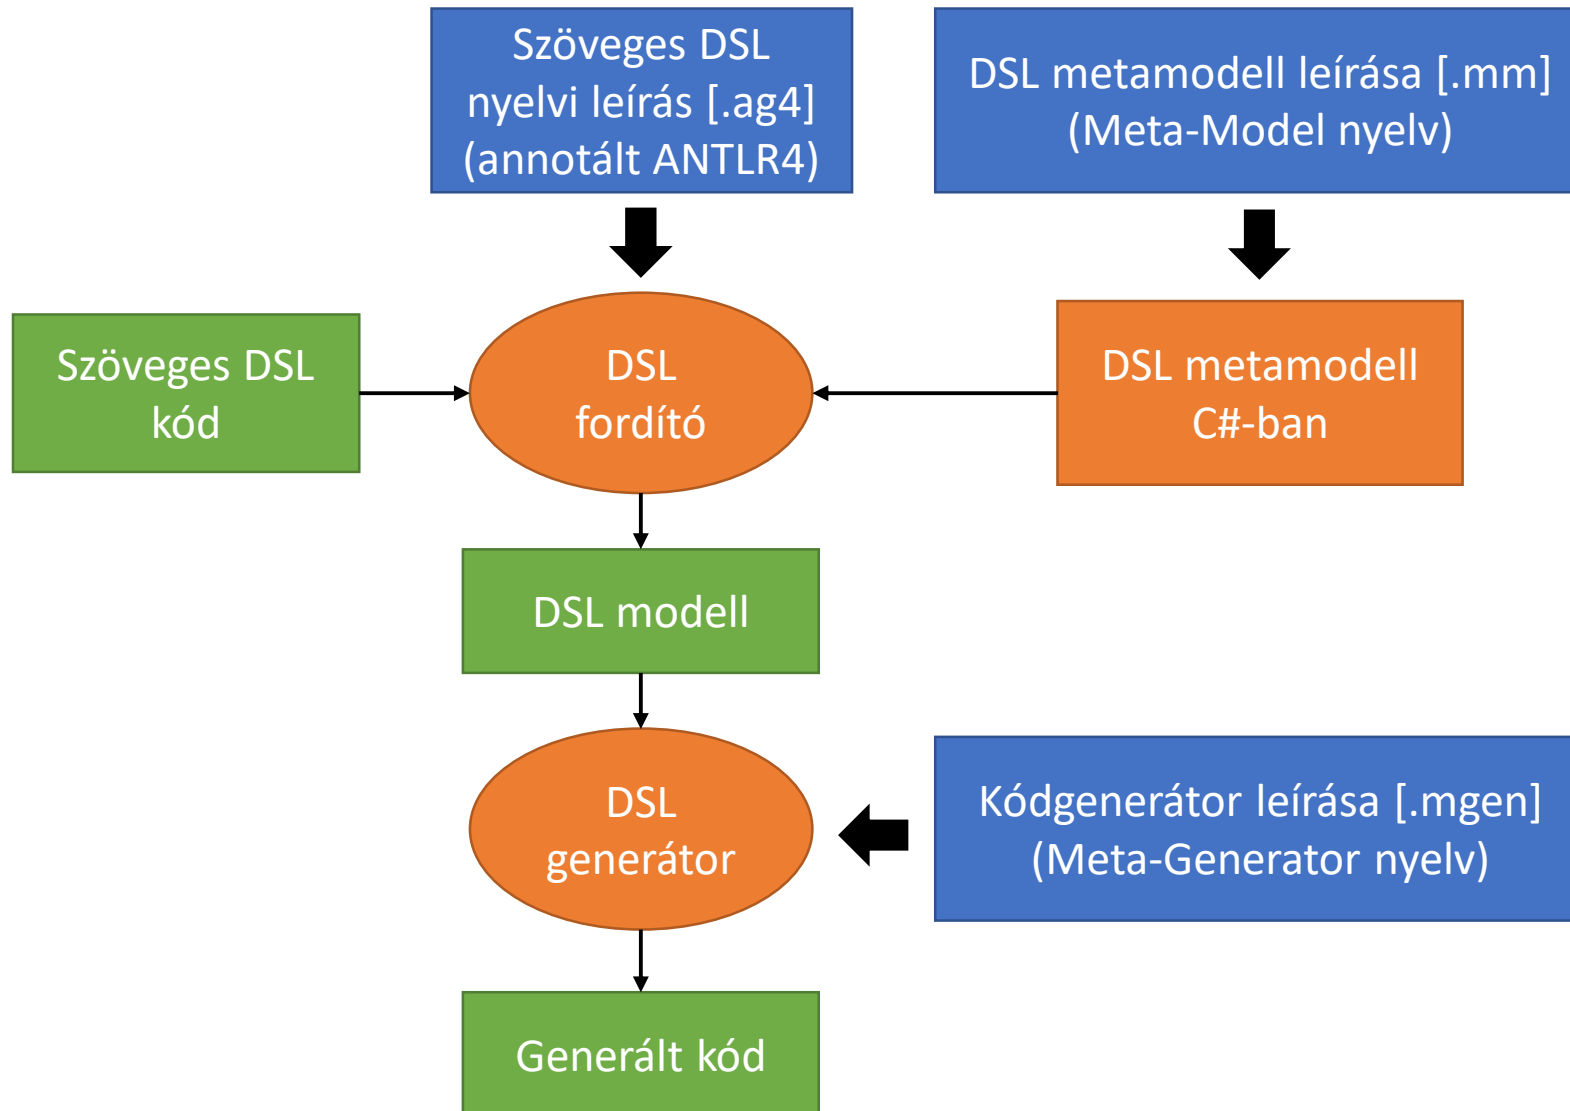 Szöveges DSL
nyelvi leírás [.ag4]
(annotált ANTLR4)
DSL metamodell leírása [.mm]
(Meta-Model nyelv)
Szöveges DSL
kód
DSL
fordító
DSL metamodell
C#-ban
DSL modell
DSL
generátor
Kódgenerátor leírása [.mgen]
(Meta-Generator nyelv)
Generált kód